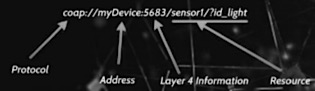 coap://myDevice:5683/sensor1/?id_light
Protocol
Address
Layer 4 Information
Resource